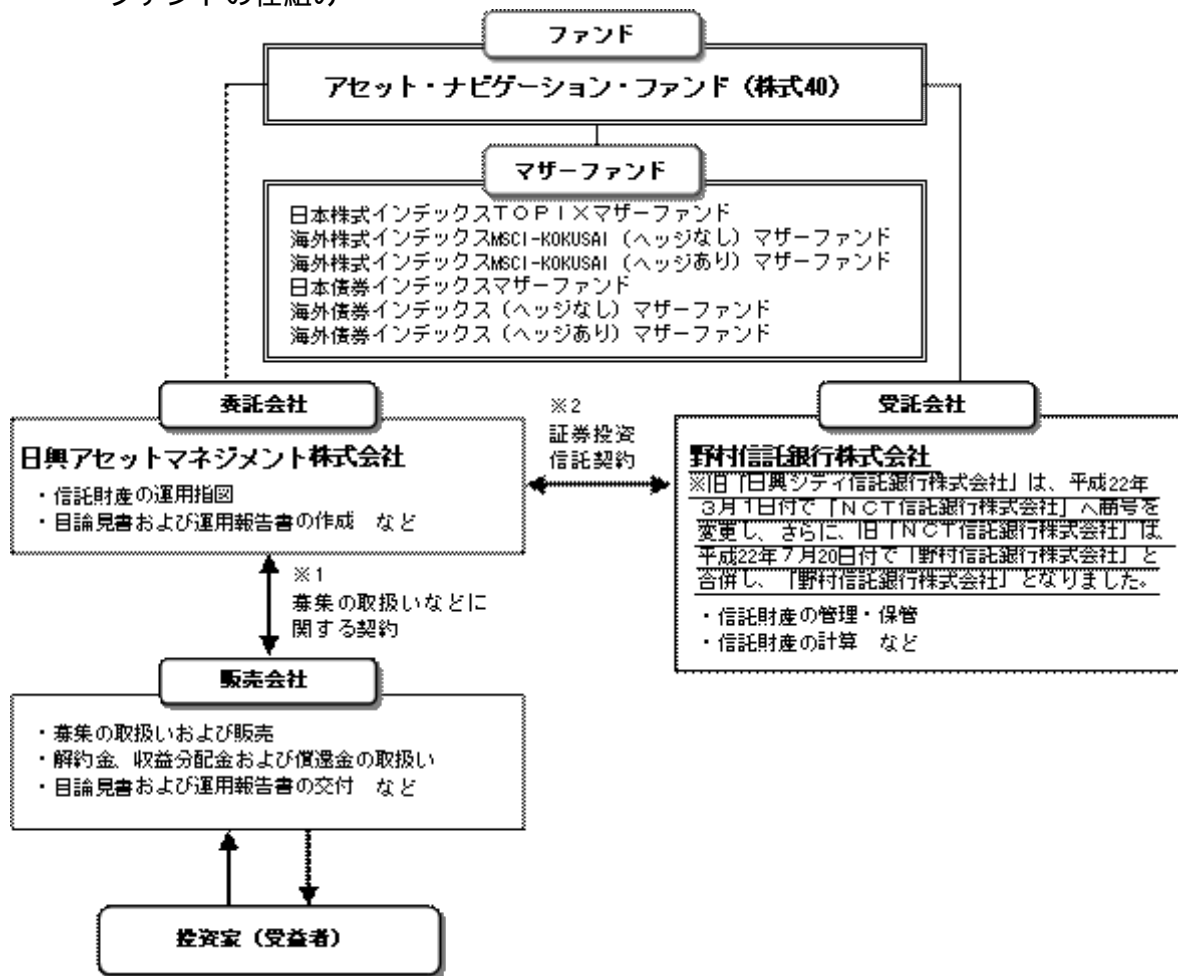 ファンドの仕組み
ファンド
アセット・ナビゲーション・ファンド（株式40）
マザーファンド
日本株式インデックスＴＯＰＩＸマザーファンド
海外株式インデックスMSCI-KOKUSAI（ヘッジなし）マザーファンド
海外株式インデックスMSCI-KOKUSAI（ヘッジあり）マザーファンド
日本債券インデックスマザーファンド
海外債券インデックス（ヘッジなし）マザーファンド
海外債券インデックス（ヘッジあり）マザーファンド
委託会社
日興アセットマネジメント株式会社
・信託財産の運用指図
・目論見書および運用報告書の作成　など
※2
証券投資
信託契約
受託会社
野村信託銀行株式会社
※旧「日興シティ信託銀行株式会社」は、平成22年
3月1日付で「ＮＣＴ信託銀行株式会社」へ商号を
変更し、さらに、旧「ＮＣＴ信託銀行株式会社」は、
平成22年7月20日付で「野村信託銀行株式会社」と
合併し、「野村信託銀行株式会社」となりました。
・信託財産の管理・保管
・信託財産の計算　など
※1
募集の取扱いなどに
関する契約
販売会社
・募集の取扱いおよび販売
・解約金、収益分配金および償還金の取扱い
・目論見書および運用報告書の交付　など
投資家（受益者）